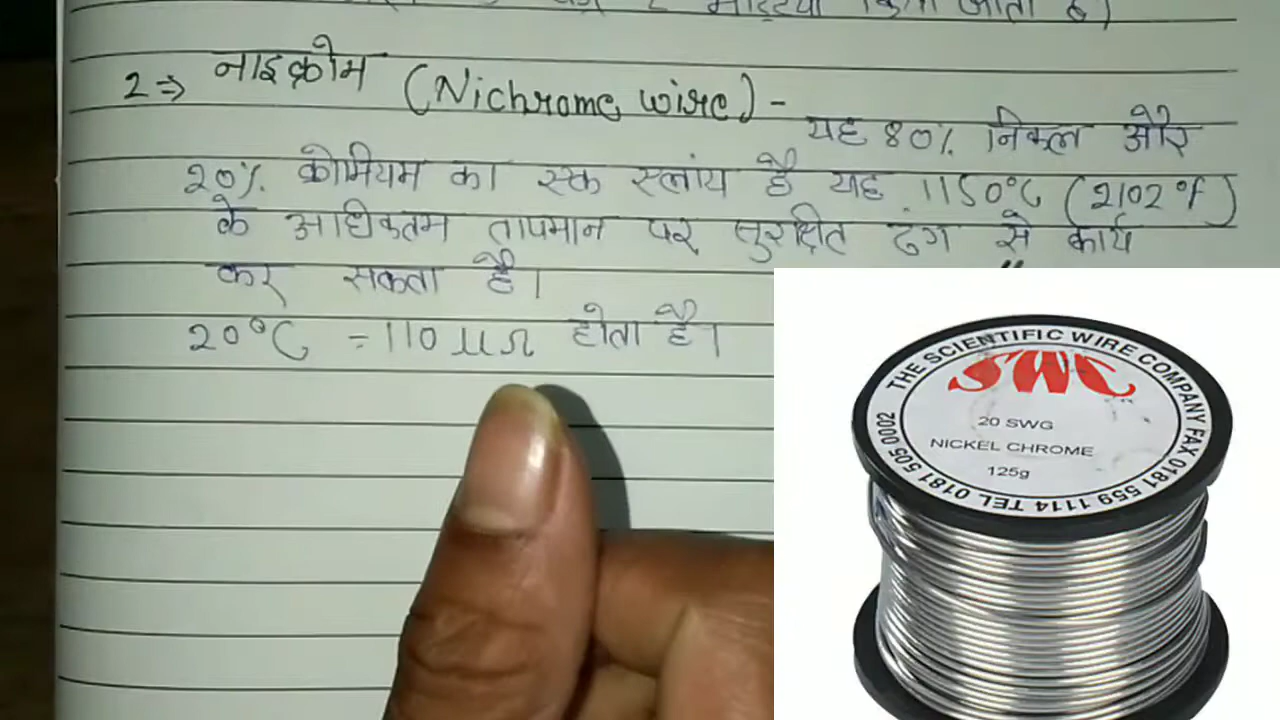 किया जाता है।
2⇒ नाइक्रोम (Nichrome wire) -
यह 80% निकल और
20% क्रोमियम का एक स्लांय है यह 1150°C (2102°f)
के अधिकतम तापमान पर सुरक्षित ढंग से कार्य
कर सकता है।
20°C = 110 μΩ होता है।
THE SCIENTIFIC WIRE COMPANY FAX 0181 559 1114 TEL 0181 505 0002
SWC
20 SWG
NICKEL CHROME
125g